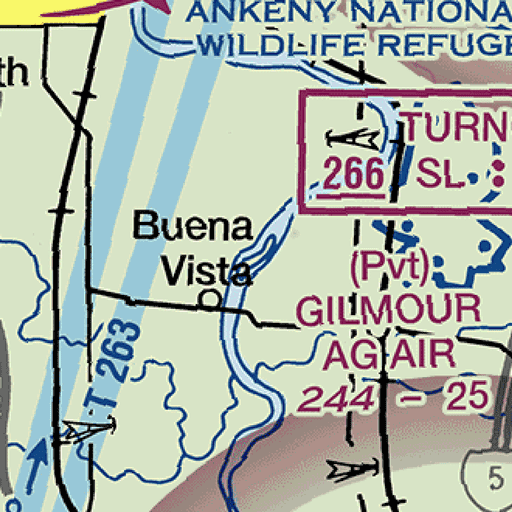 ANKENY NATIONA
WILDLIFE REFUGE
th
TURN
266 SL
Buena
Vista
(Pvt)
GILMOUR
AG AIR
244 - 25
T 263
5